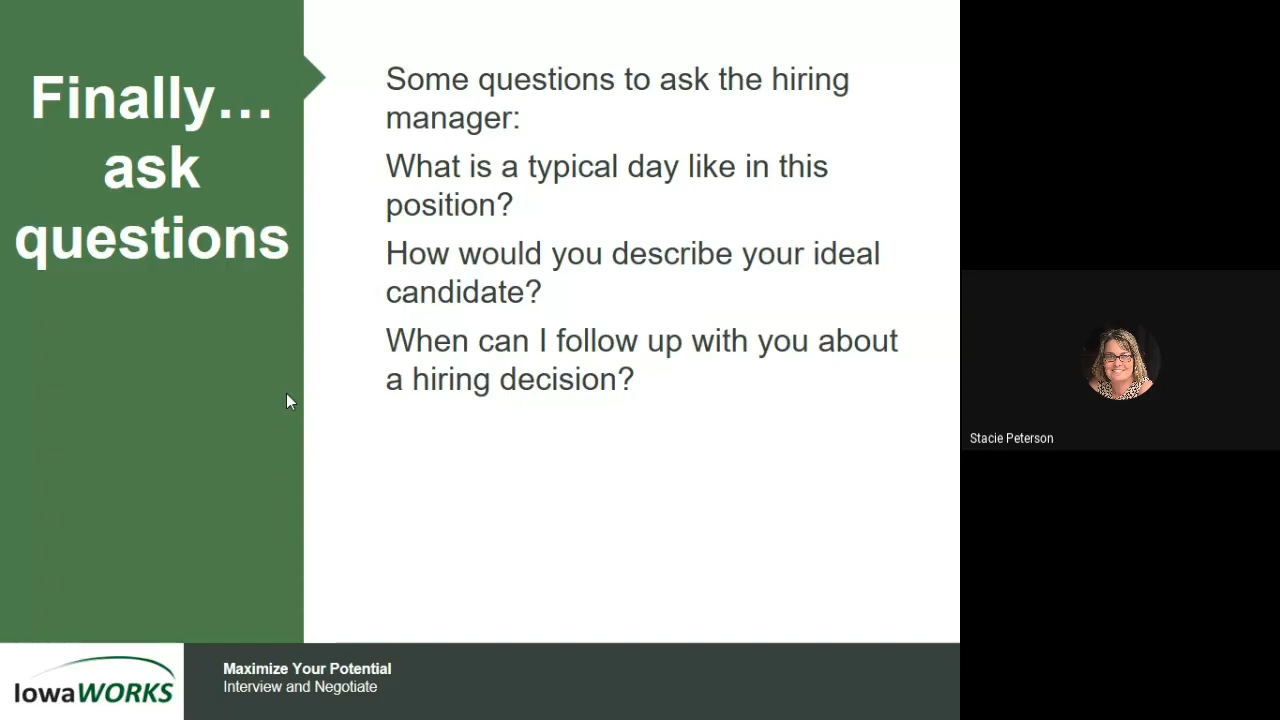 Finally…
ask
questions
Some questions to ask the hiring
manager:
What is a typical day like in this
position?
How would you describe your ideal
candidate?
When can I follow up with you about
a hiring decision?
Stacie Peterson
IowaWORKS
Maximize Your Potential
Interview and Negotiate